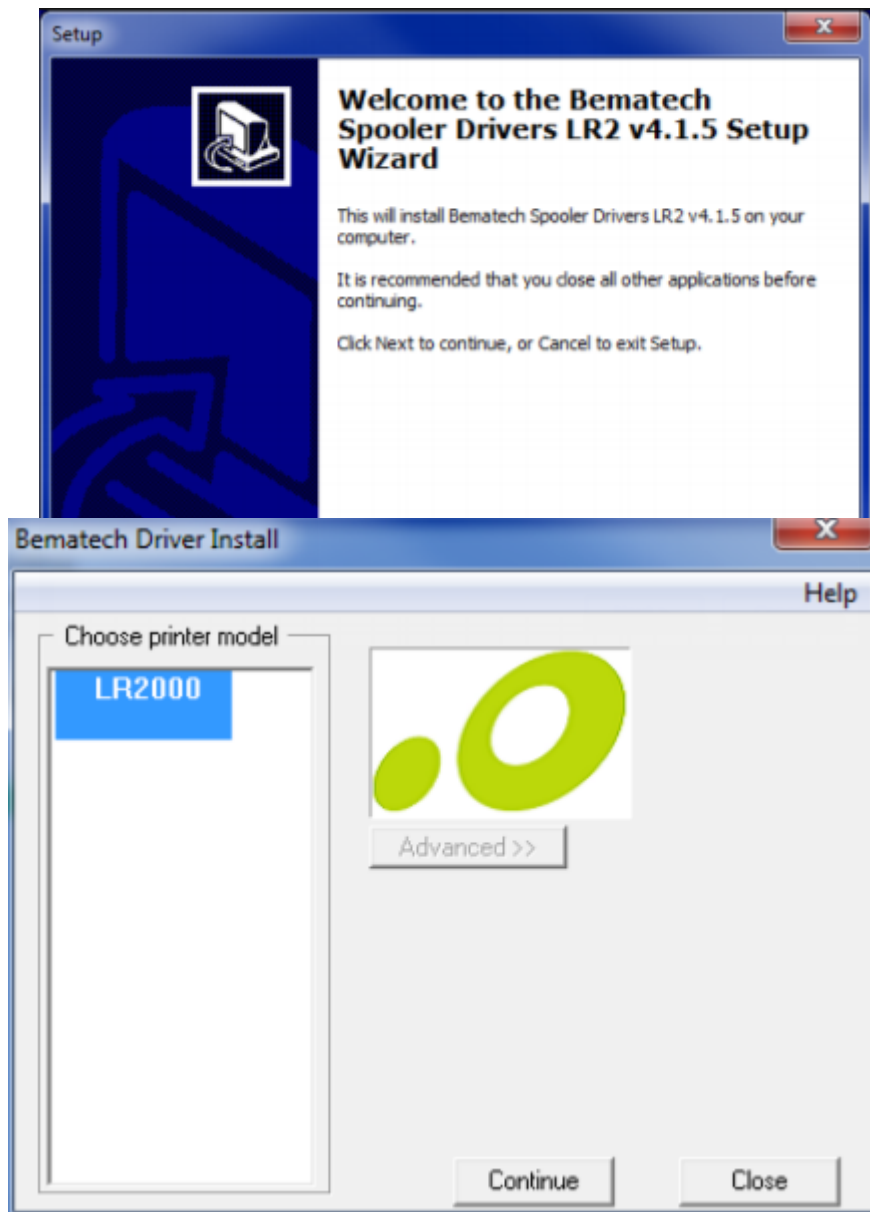 Setup
Welcome to the Bematech
Spooler Drivers LR2 v4.1.5 Setup
Wizard
This will install Bematech Spooler Drivers LR2 v4.1.5 on your
computer.
It is recommended that you close all other applications before
continuing.
Click Next to continue, or Cancel to exit Setup.
Bematech Driver Install
Help
Choose printer model
LR2000
Advanced >>
Continue
Close